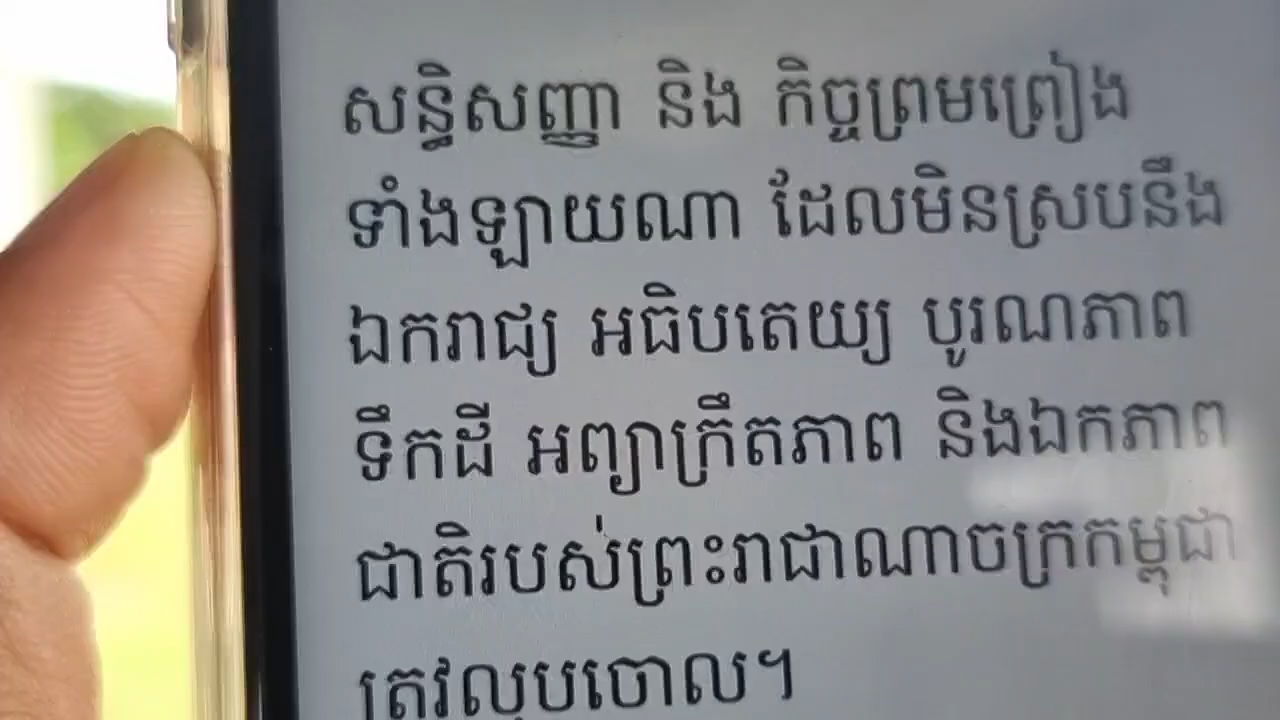 សន្ធិសញ្ញា និង កិច្ចព្រមព្រៀង
ទាំងឡាយណា ដែលមិនស្របនឹង
ឯករាជ្យ អធិបតេយ្យ បូរណភាព
ទឹកដី អព្យាក្រឹតភាព និងឯកភាព
ជាតិរបស់ព្រះរាជាណាចក្រកម្ពុជា
ត្រូវលុបចោល។